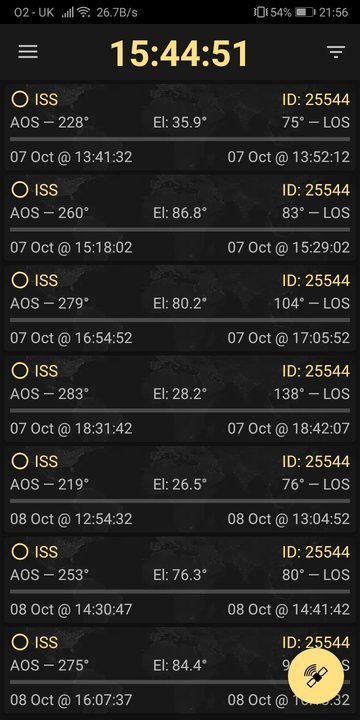 O2 - UK 26.7B/s 54% 21:56
15:44:51
ISS ID: 25544
AOS — 228° El: 35.9° 75° — LOS
07 Oct @ 13:41:32 07 Oct @ 13:52:12
ISS ID: 25544
AOS — 260° El: 86.8° 83° — LOS
07 Oct @ 15:18:02 07 Oct @ 15:29:02
ISS ID: 25544
AOS — 279° El: 80.2° 104° — LOS
07 Oct @ 16:54:52 07 Oct @ 17:05:52
ISS ID: 25544
AOS — 283° El: 28.2° 138° — LOS
07 Oct @ 18:31:42 07 Oct @ 18:42:07
ISS ID: 25544
AOS — 219° El: 26.5° 76° — LOS
08 Oct @ 12:54:32 08 Oct @ 13:04:52
ISS ID: 25544
AOS — 253° El: 76.3° 80° — LOS
08 Oct @ 14:30:47 08 Oct @ 14:41:42
ISS ID: 25544
AOS — 275° El: 84.4°
08 Oct @ 16:07:37 08 Oct @